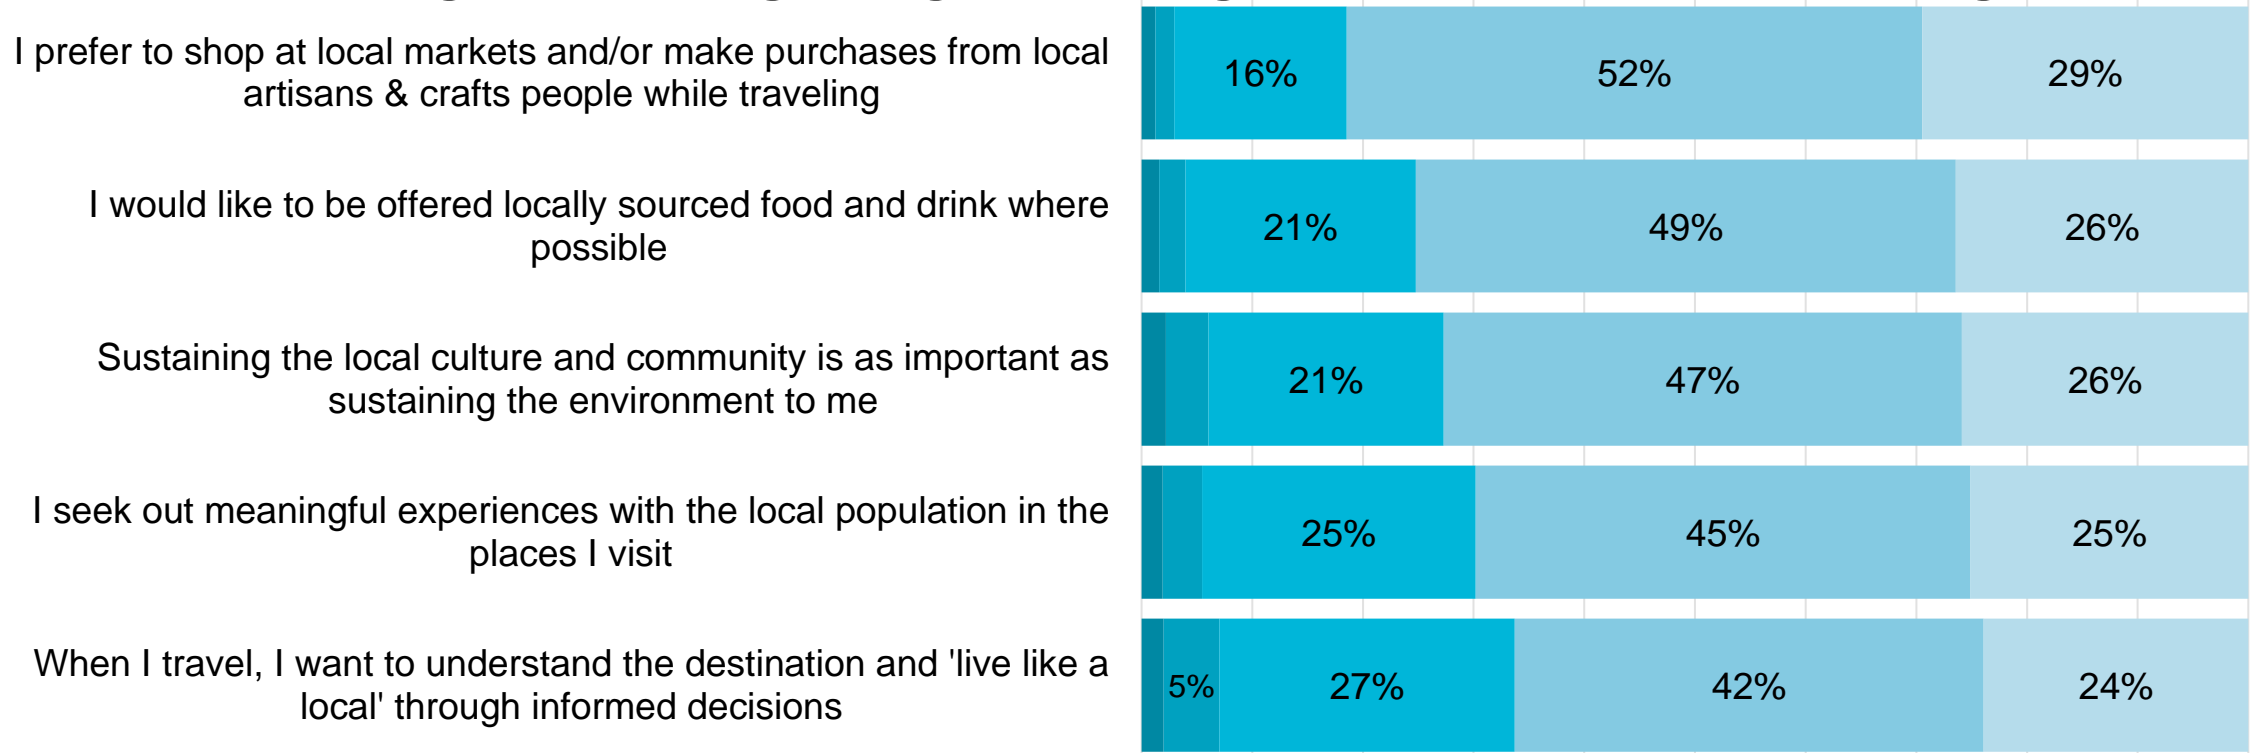 I prefer to shop at local markets and/or make purchases from local
artisans & crafts people while traveling
16% 52% 29%
I would like to be offered locally sourced food and drink where
possible
21% 49% 26%
Sustaining the local culture and community is as important as
sustaining the environment to me
21% 47% 26%
I seek out meaningful experiences with the local population in the
places I visit
25% 45% 25%
When I travel, I want to understand the destination and 'live like a
local' through informed decisions
5% 27% 42% 24%